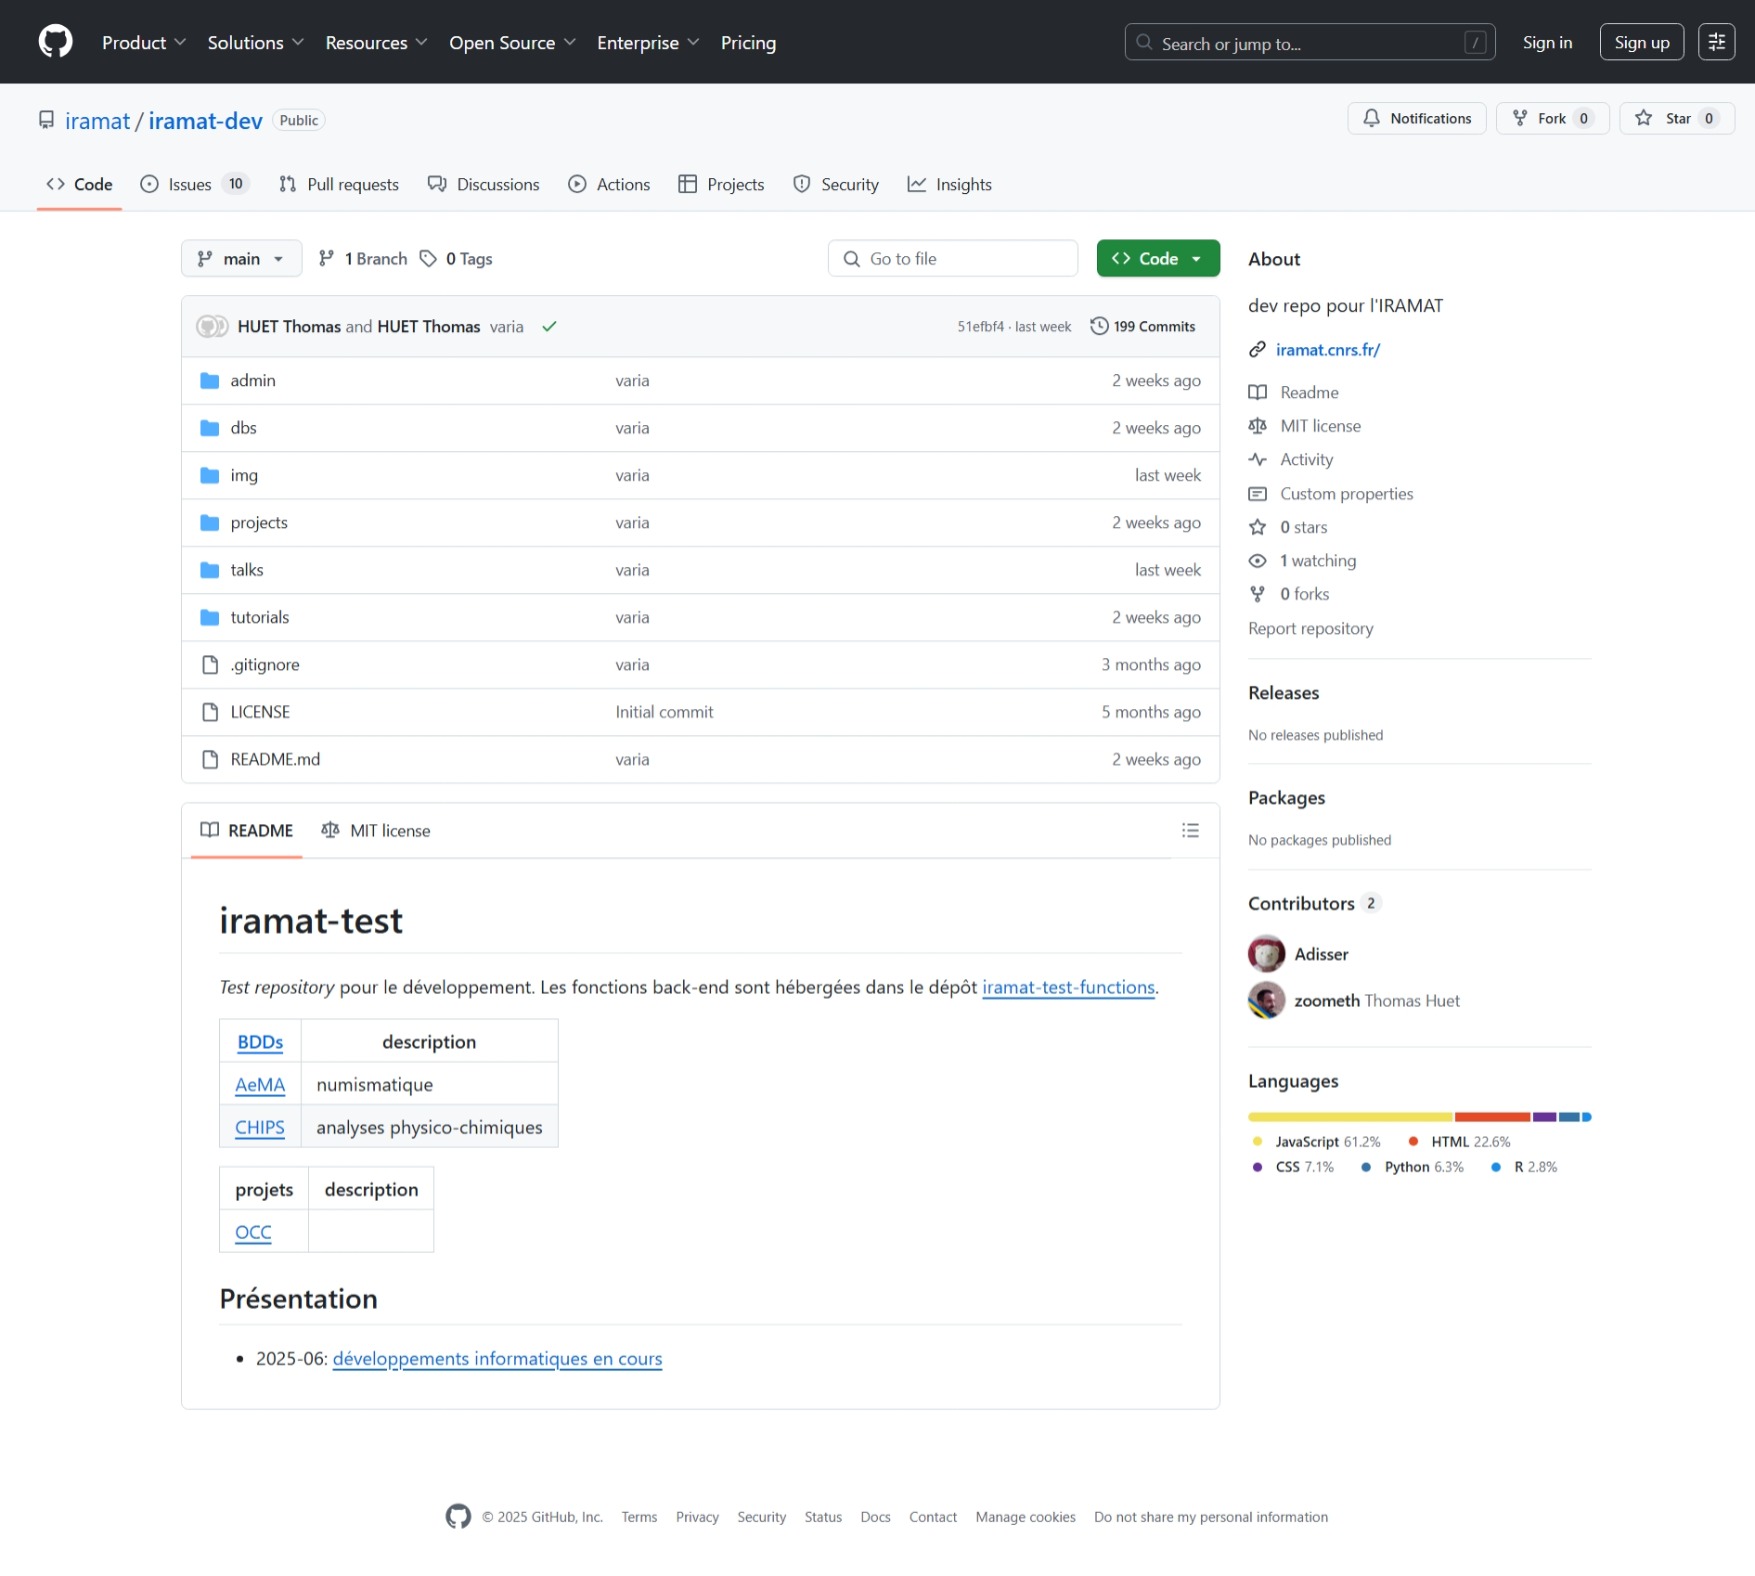 Product Solutions Resources Open Source Enterprise Pricing Search or jump to... / Sign in Sign up
iramat / iramat-dev Public Notifications Fork 0 Star 0
Code Issues 10 Pull requests Discussions Actions Projects Security Insights
main 1 Branch 0 Tags Go to file Code
HUET Thomas and HUET Thomas varia 51efbf4 · last week 199 Commits
admin varia 2 weeks ago
dbs varia 2 weeks ago
img varia last week
projects varia 2 weeks ago
talks varia last week
tutorials varia 2 weeks ago
.gitignore varia 3 months ago
LICENSE Initial commit 5 months ago
README.md varia 2 weeks ago
README MIT license
iramat-test
Test repository pour le développement. Les fonctions back-end sont hébergées dans le dépôt iramat-test-functions.
BDDs description
AeMA numismatique
CHIPS analyses physico-chimiques
projets description
OCC
Présentation
2025-06: développements informatiques en cours
About
dev repo pour l'IRAMAT
iramat.cnrs.fr/
Readme
MIT license
Activity
Custom properties
0 stars
1 watching
0 forks
Report repository
Releases
No releases published
Packages
No packages published
Contributors 2
Adisser
zoometh Thomas Huet
Languages
JavaScript 61.2% HTML 22.6%
CSS 7.1% Python 6.3% R 2.8%
© 2025 GitHub, Inc. Terms Privacy Security Status Docs Contact Manage cookies Do not share my personal information